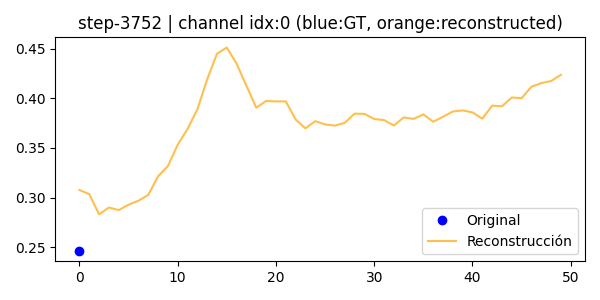 step-3752 | channel idx:0 (blue:GT, orange:reconstructed)
0.45
0.40
0.35
0.30
0.25
Original
Reconstrucción
0 10 20 30 40 50